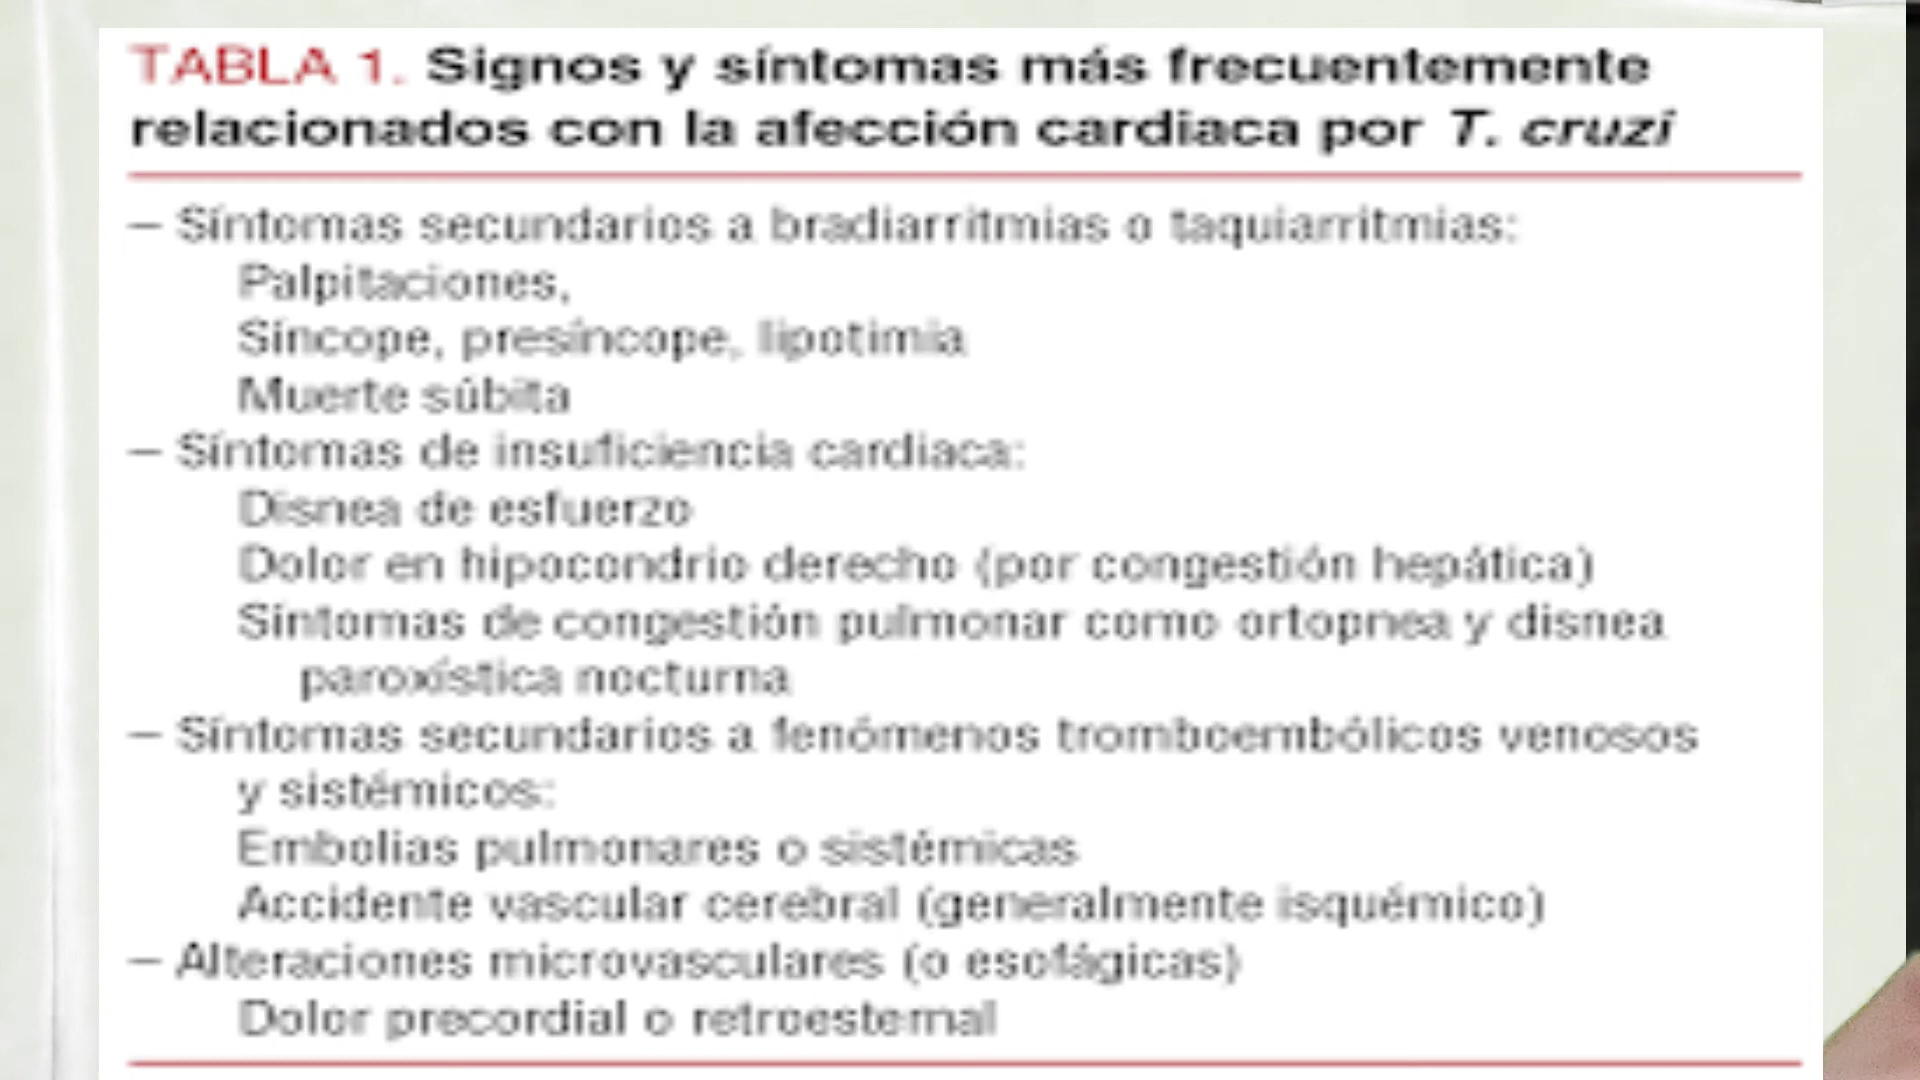 TABLA 1. Signos y síntomas más frecuentemente
relacionados con la afección cardiaca por T. cruzi
– Síntomas secundarios a bradiarritmias o taquiarritmias:
Palpitaciones,
Síncope, presíncope, lipotimia
Muerte súbita
– Síntomas de insuficiencia cardiaca:
Disnea de esfuerzo
Dolor en hipocondrio derecho (por congestión hepática)
Síntomas de congestión pulmonar como ortopnea y disnea
paroxística nocturna
– Síntomas secundarios a fenómenos tromboembólicos venosos
y sistémicos:
Embolias pulmonares o sistémicas
Accidente vascular cerebral (generalmente isquémico)
– Alteraciones microvasculares (o esofágicas)
Dolor precordial o retroesternal